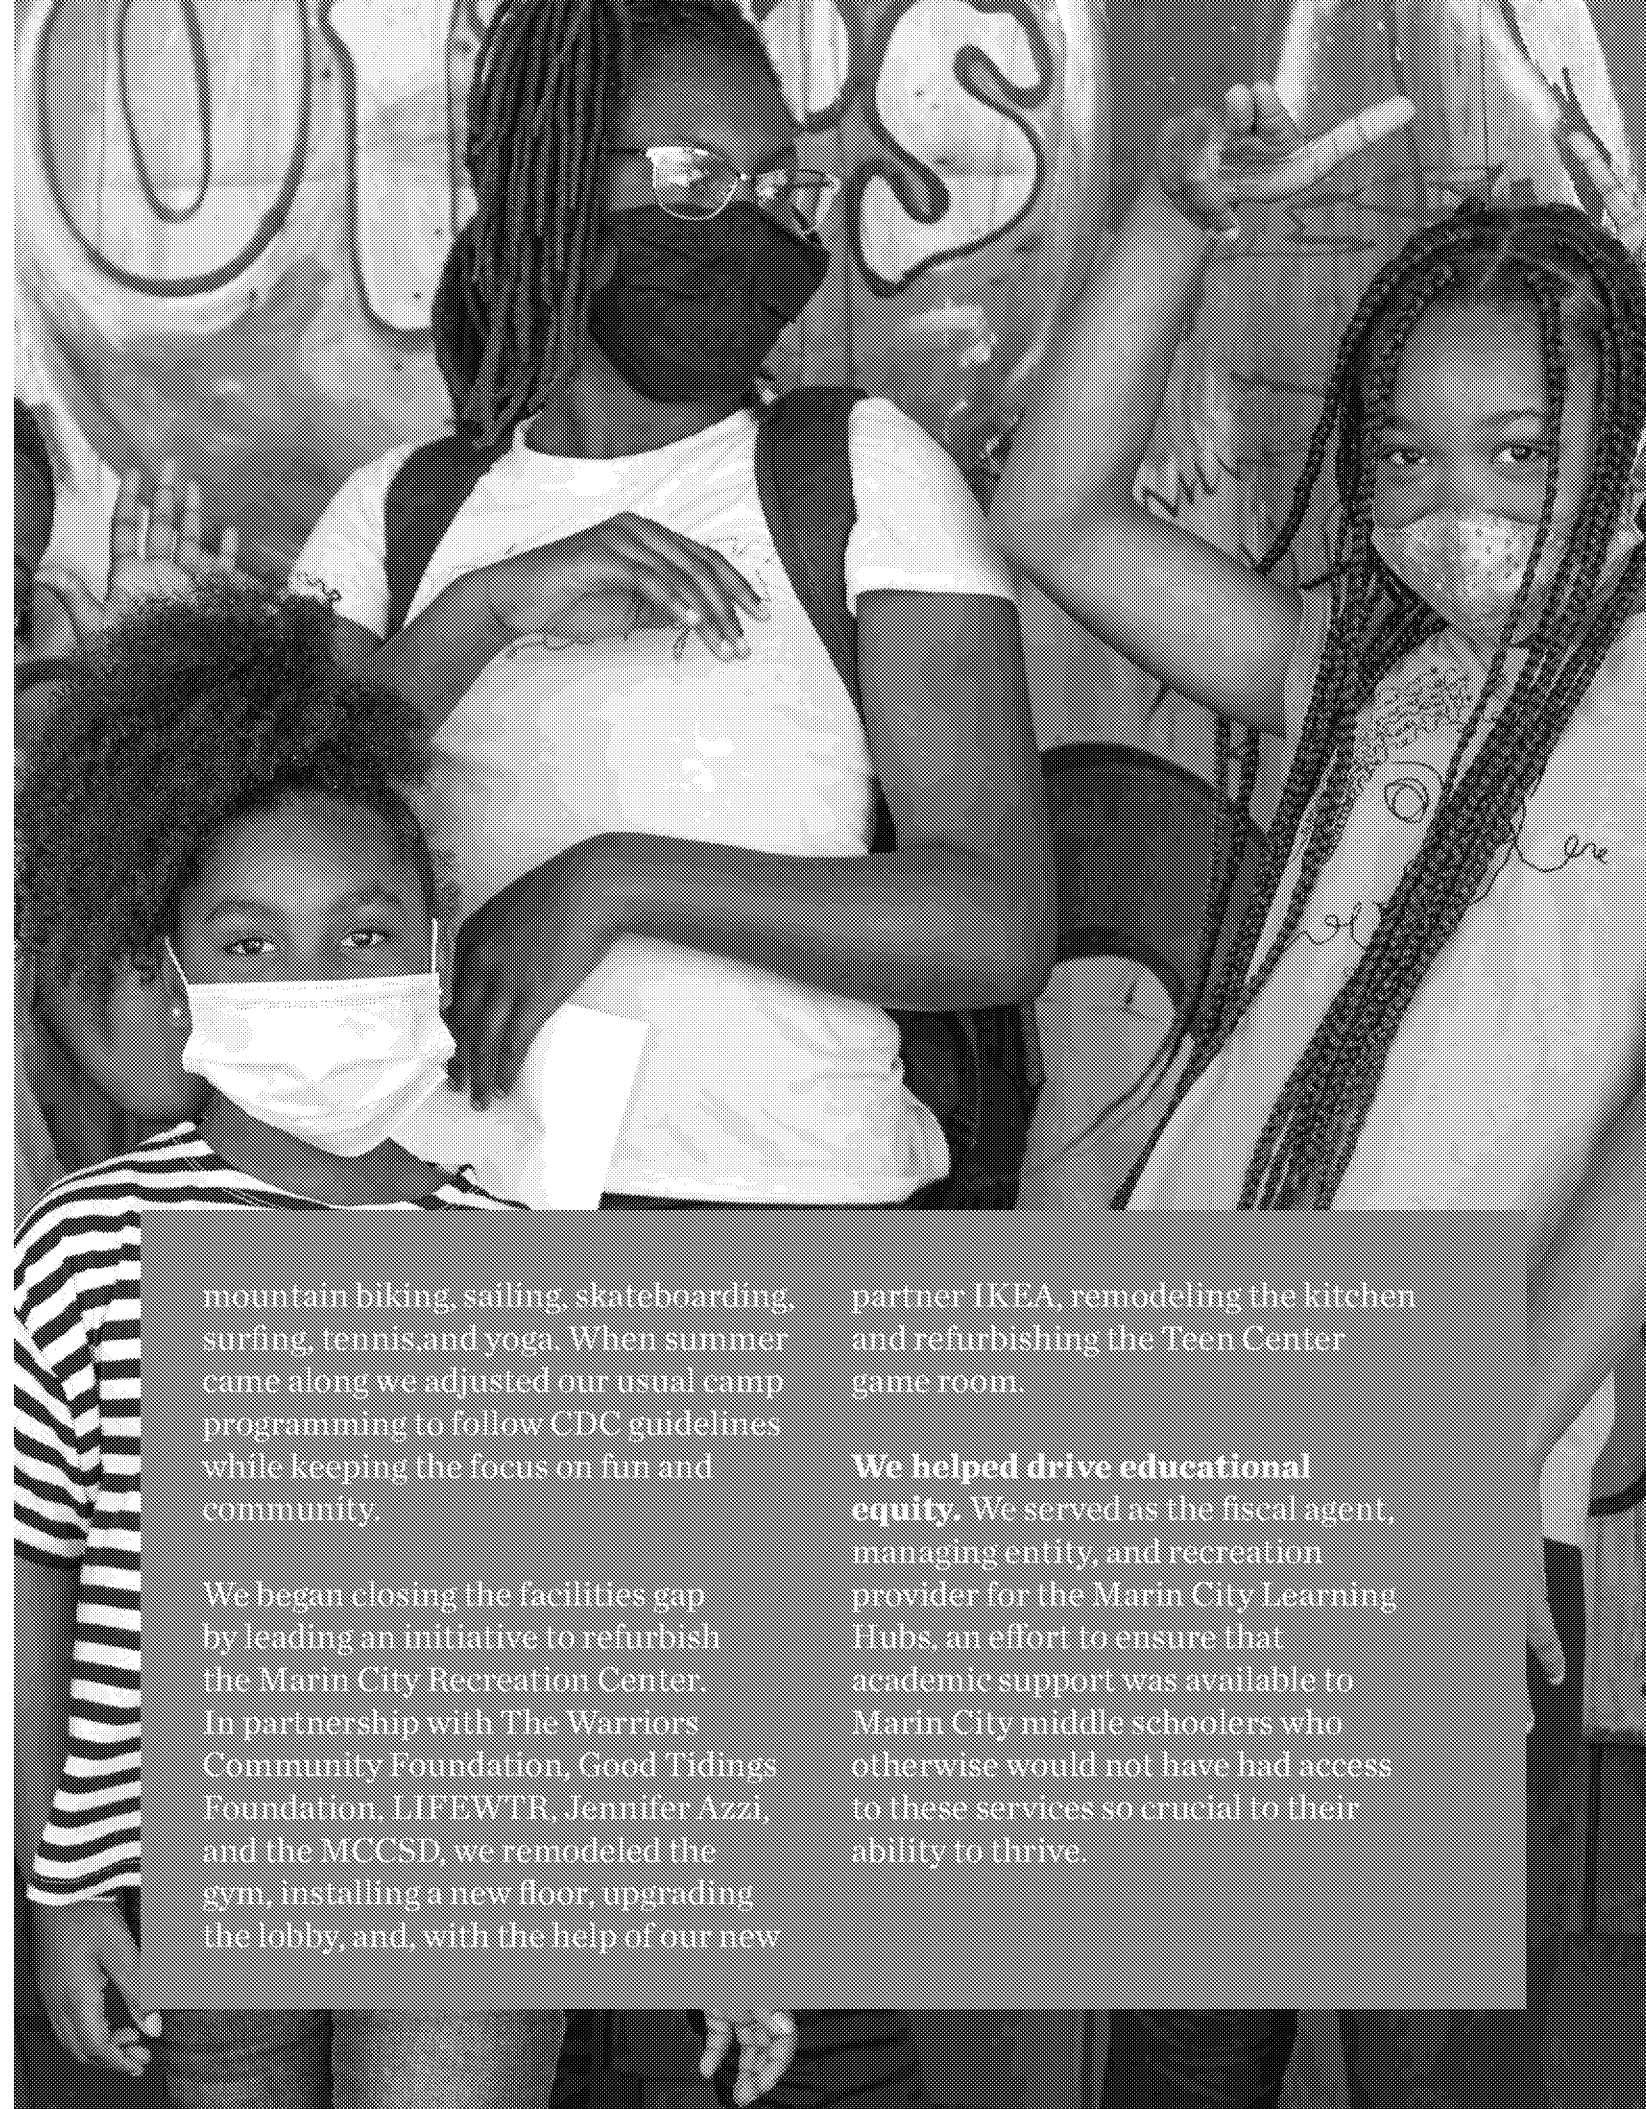 mountain biking, sailing, skateboarding,
surfing, tennis,and yoga. When summer
came along we adjusted our usual camp
programming to follow CDC guidelines
while keeping the focus on fun and
community.
We began closing the facilities gap
by leading an initiative to refurbish
the Marin City Recreation Center.
In partnership with The Warriors
Community Foundation, Good Tidings
Foundation, LIFEWTR, Jennifer Azzi,
and the MCCSD, we remodeled the
gym, installing a new floor, upgrading
the lobby, and, with the help of our new
partner IKEA, remodeling the kitchen
and refurbishing the Teen Center
game room.
We helped drive educational
equity. We served as the fiscal agent,
managing entity, and recreation
provider for the Marin City Learning
Hubs, an effort to ensure that
academic support was available to
Marin City middle schoolers who
otherwise would not have had access
to these services so crucial to their
ability to thrive.